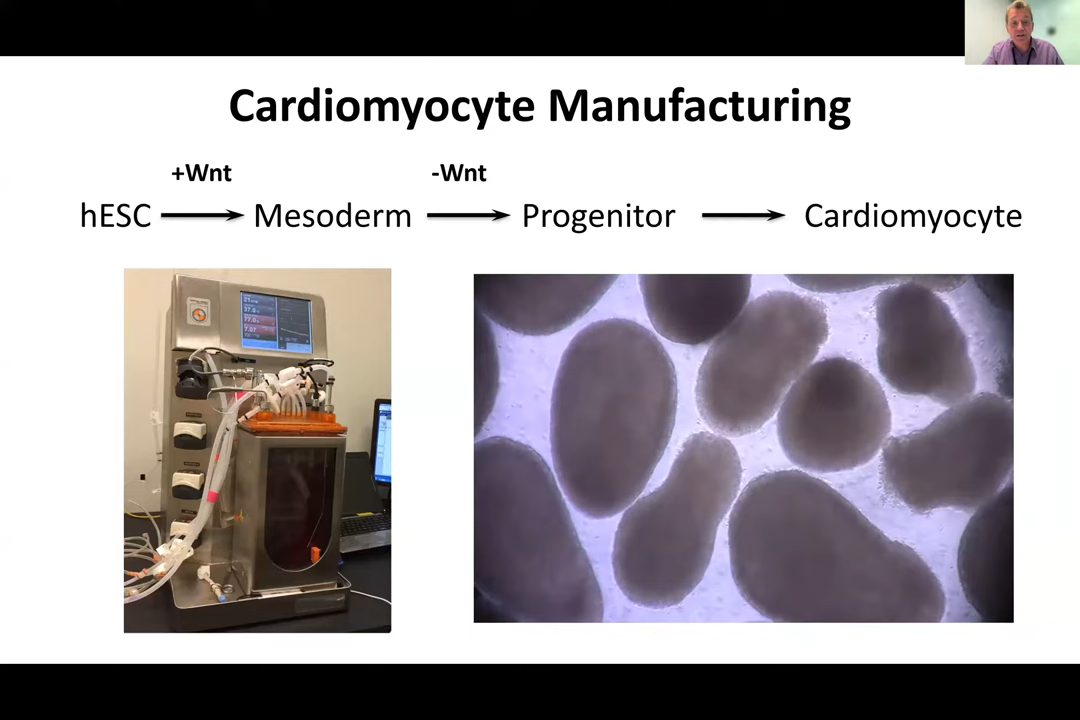 Cardiomyocyte Manufacturing
+Wnt
-Wnt
hESC
Mesoderm
Progenitor
Cardiomyocyte